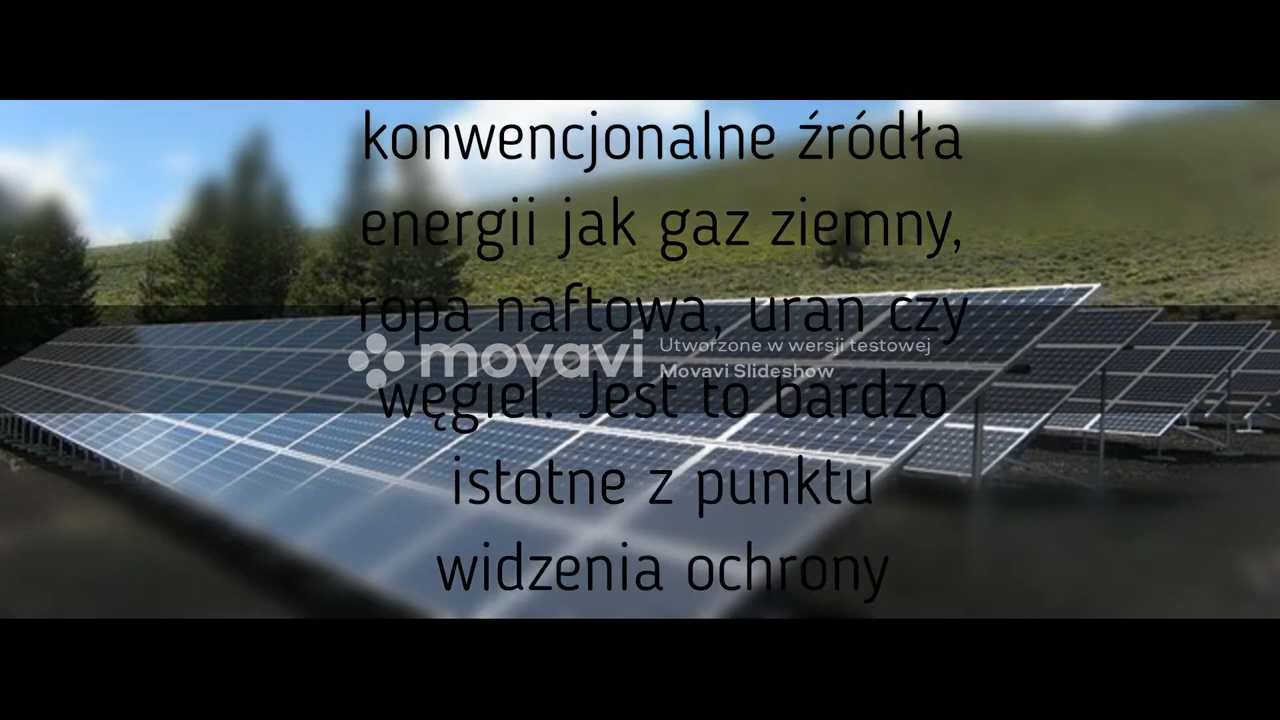 konwencjonalne źródła
energii jak gaz ziemny,
ropa naftowa, uran czy
movavi
Utworzone w wersji testowej
Movavi Slideshow
węgiel. Jest to bardzo
istotne z punktu
widzenia ochrony